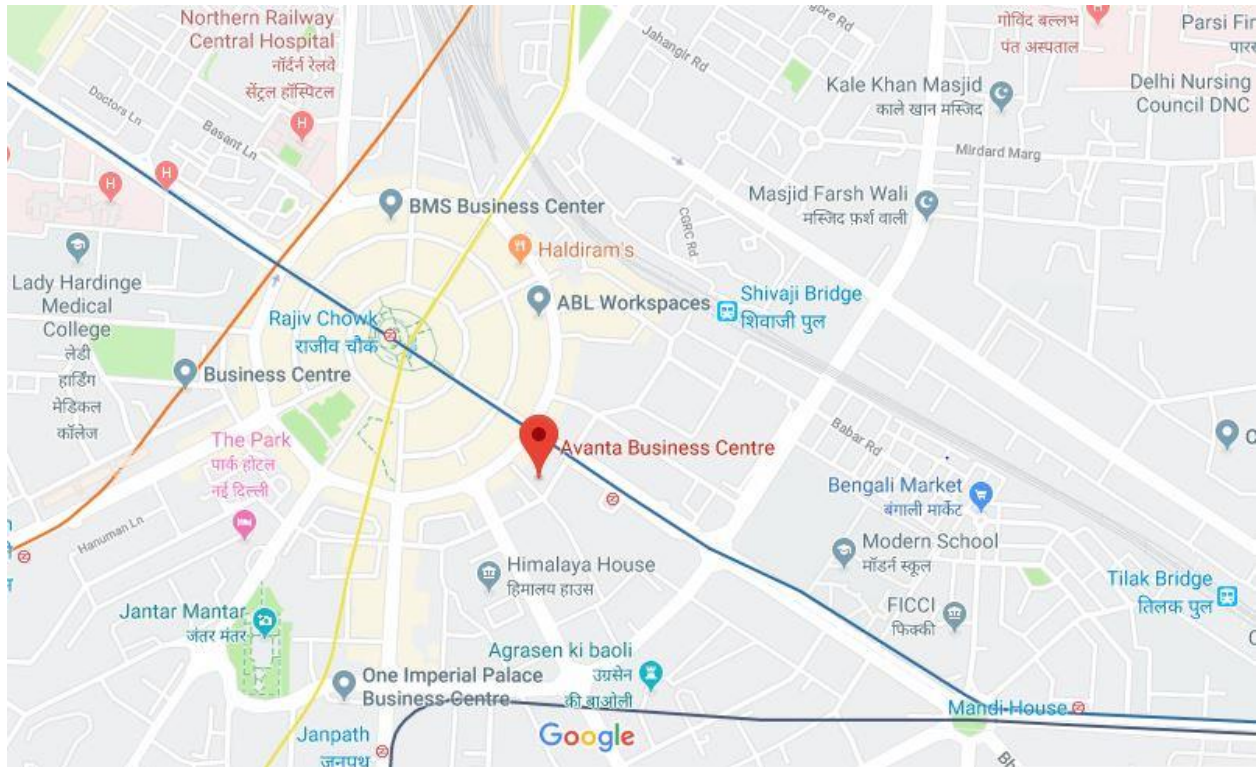 Northern Railway
Central Hospital
नॉर्दर्न रेलवे
सेंट्रल हॉस्पिटल
Jahangir Rd
Rd
गोविंद बल्लभ
पंत अस्पताल
Parsi
Kale Khan Masjid
काले खान मस्जिद
Delhi Nursing
Council DNC
Doctors Ln
Basant Ln
Mirdard Marg
H
H
H
H
BMS Business Center
Masjid Farsh Wali
मस्जिद फ़र्श वाली
CGRC Rd
Haldiram's
Lady Hardinge
Medical
College
लेडी
हार्डिंग
मेडिकल
कॉलेज
ABL Workspaces
Shivaji Bridge
शिवाजी पुल
Rajiv Chowk
राजीव चौक
Business Centre
The Park
पार्क होटल
नई दिल्ली
Avanta Business Centre
Babar Rd
Bengali Market
बंगाली मार्केट
Hanuman Ln
Modern School
मॉडर्न स्कूल
Himalaya House
हिमालय हाउस
Tilak Bridge
तिलक पुल
FICCI
फिक्की
Jantar Mantar
जंतर मंतर
Agrasen ki baoli
उग्रसेन
की बाओली
One Imperial Palace
Business Centre
Mandi House
Google
Janpath
जनपथ